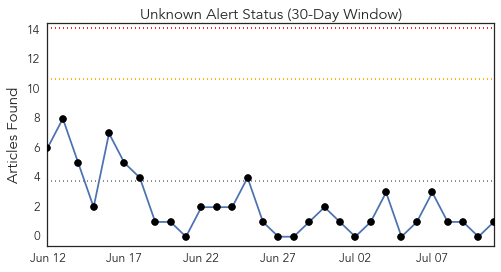 Unknown Alert Status (30-Day Window)
Articles Found
14
12
10
8
6
4
2
0
Jun 12 Jun 17 Jun 22 Jun 27 Jul 02 Jul 07